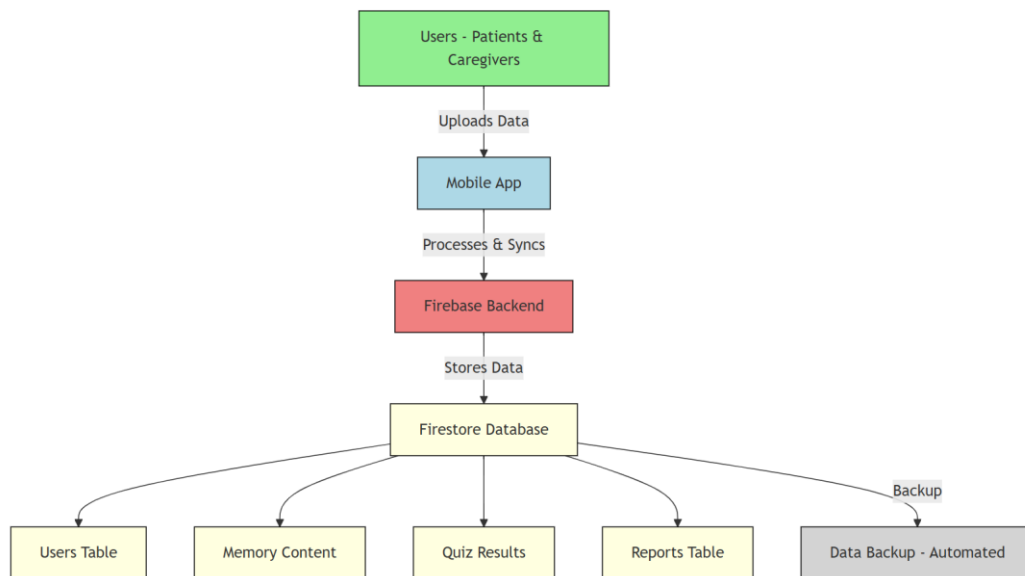 Users - Patients &
Caregivers
Uploads Data
Mobile App
Processes & Syncs
Firebase Backend
Stores Data
Firestore Database
Backup
Users Table
Memory Content
Quiz Results
Reports Table
Data Backup - Automated